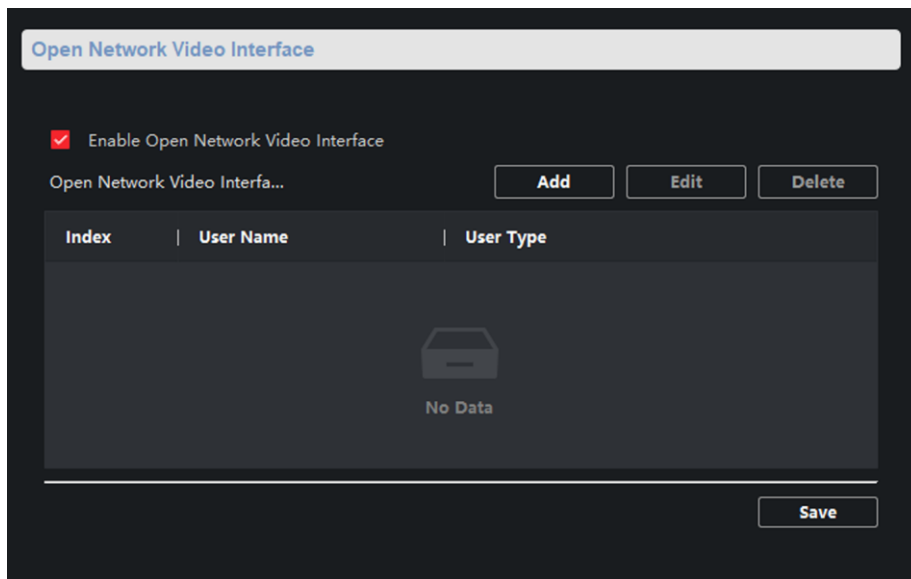 Open Network Video Interface
Enable Open Network Video Interface
Open Network Video Interfa... Add Edit Delete
Index | User Name | User Type
No Data
Save